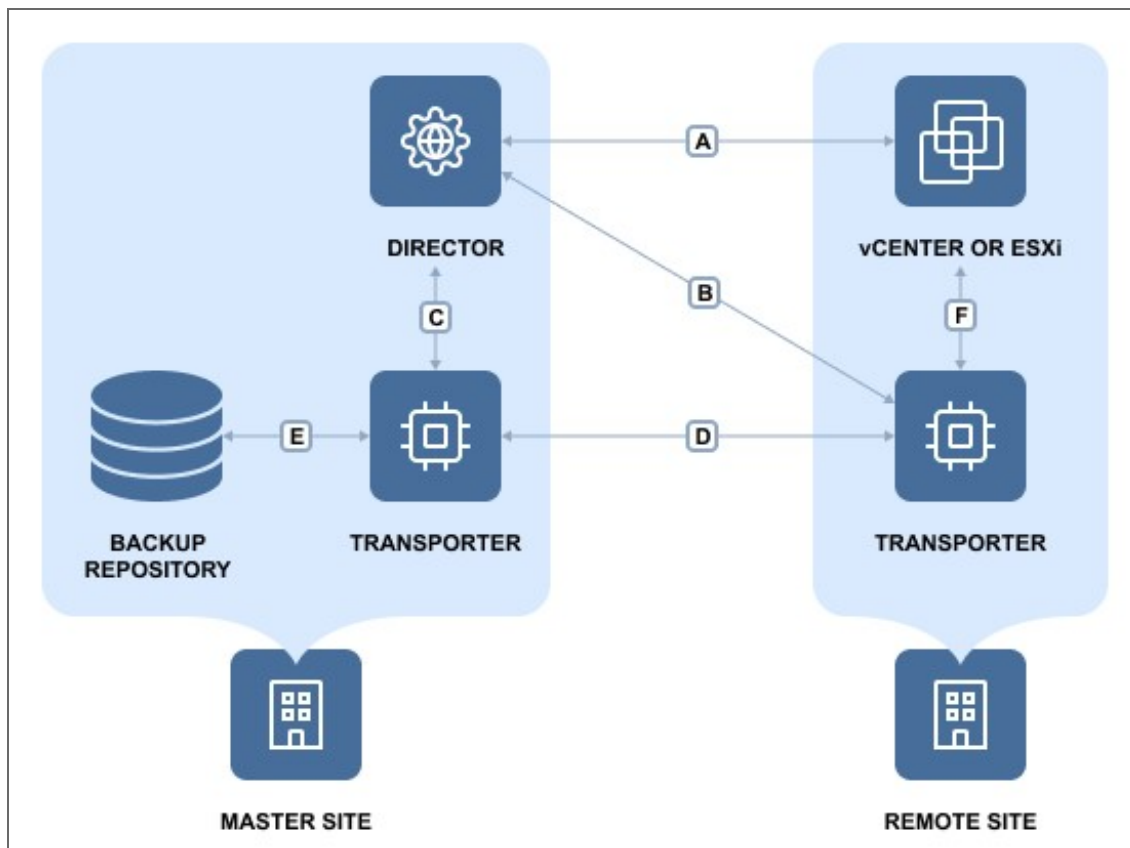 A
DIRECTOR
vCENTER OR ESXi
B
C
F
E
D
BACKUP
REPOSITORY
TRANSPORTER
TRANSPORTER
MASTER SITE
REMOTE SITE